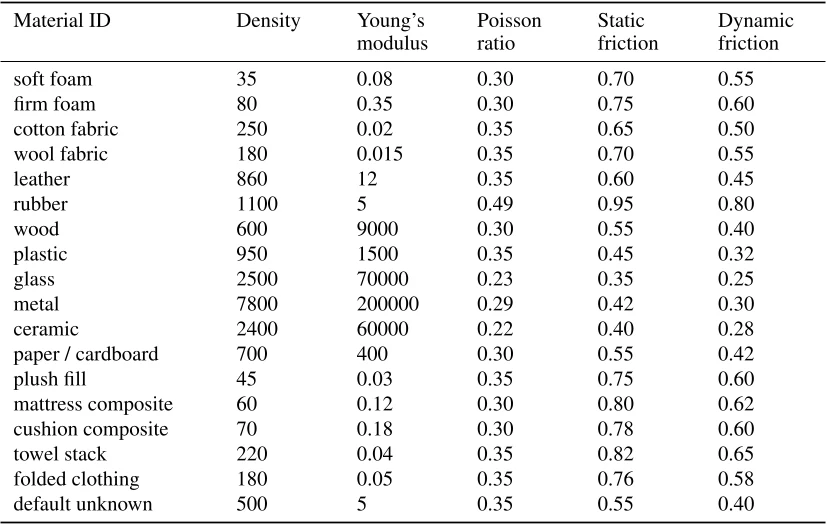 Material ID Density Young's modulus Poisson ratio Static friction Dynamic friction
soft foam 35 0.08 0.30 0.70 0.55
firm foam 80 0.35 0.30 0.75 0.60
cotton fabric 250 0.02 0.35 0.65 0.50
wool fabric 180 0.015 0.35 0.70 0.55
leather 860 12 0.35 0.60 0.45
rubber 1100 5 0.49 0.95 0.80
wood 600 9000 0.30 0.55 0.40
plastic 950 1500 0.35 0.45 0.32
glass 2500 70000 0.23 0.35 0.25
metal 7800 200000 0.29 0.42 0.30
ceramic 2400 60000 0.22 0.40 0.28
paper / cardboard 700 400 0.30 0.55 0.42
plush fill 45 0.03 0.35 0.75 0.60
mattress composite 60 0.12 0.30 0.80 0.62
cushion composite 70 0.18 0.30 0.78 0.60
towel stack 220 0.04 0.35 0.82 0.65
folded clothing 180 0.05 0.35 0.76 0.58
default unknown 500 5 0.35 0.55 0.40